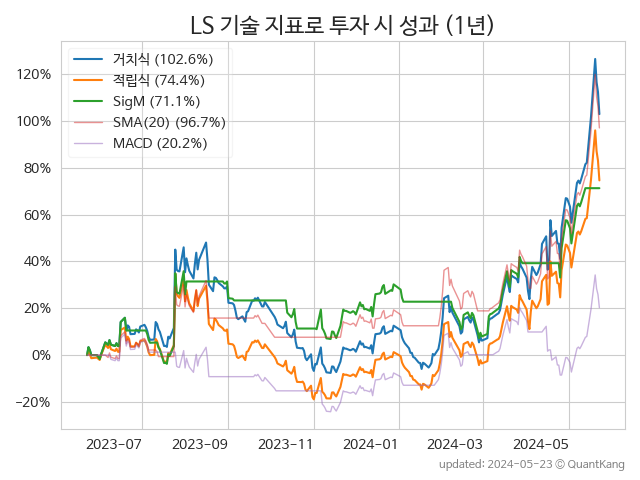 LS 기술 지표로 투자 시 성과 (1년)
거치식 (102.6%)
적립식 (74.4%)
SigM (71.1%)
SMA(20) (96.7%)
MACD (20.2%)
120%
100%
80%
60%
40%
20%
0%
−20%
2023-07
2023-09
2023-11
2024-01
2024-03
2024-05
updated: 2024-05-23 ⓒ QuantKang